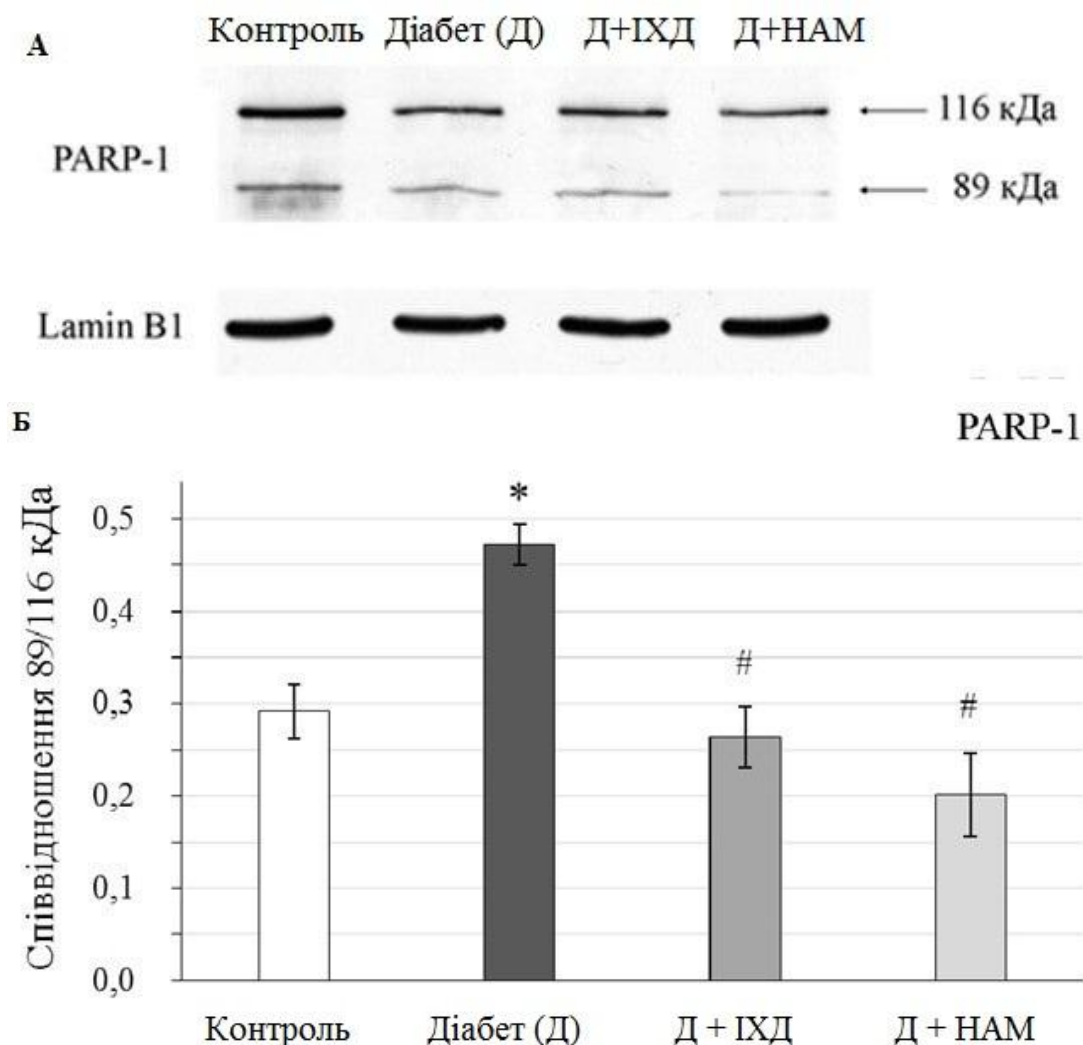 А
Контроль Діабет (Д) Д+ІХД Д+НАМ
PARP-1
116 кДа
89 кДа
Lamin B1
Б
PARP-1
Співвідношення 89/116 кДа
*
0,5
#
0,4
#
0,3
0,2
0,1
0,0
Контроль Діабет (Д) Д + ІХД Д + НАМ